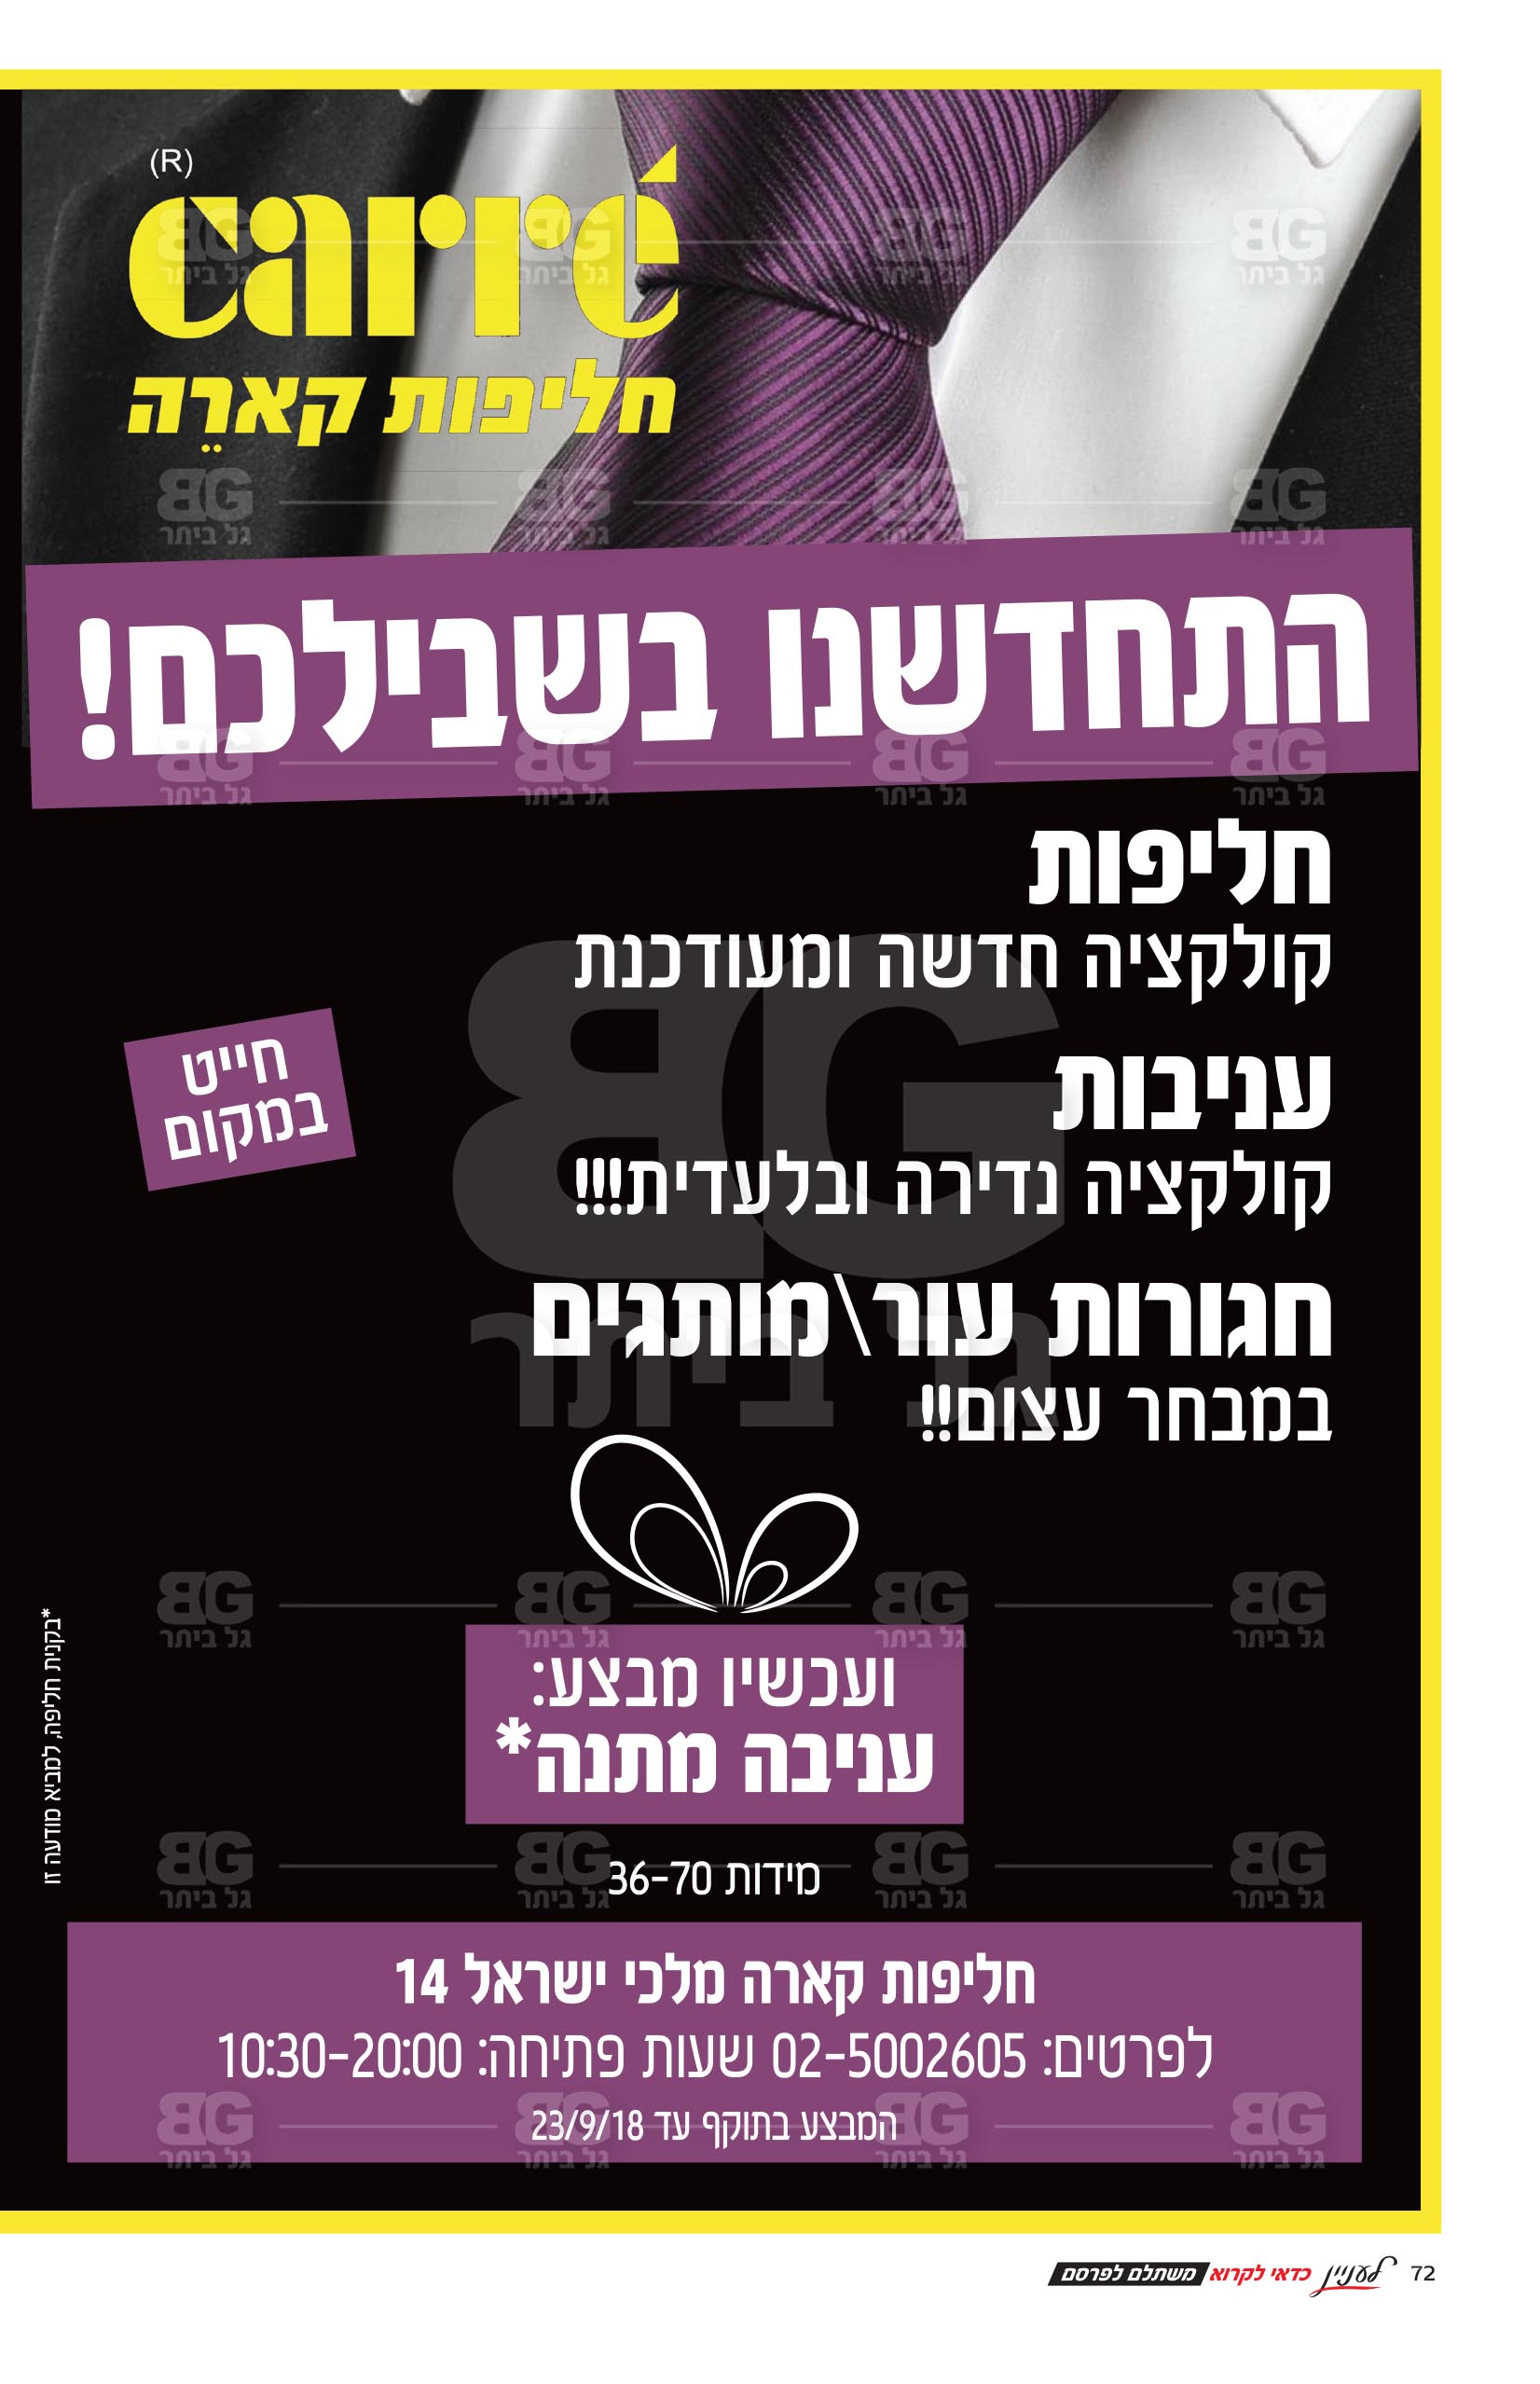 (R)
carré
חליפות קארֵה
התחדשנו בשבילכם!
חליפות
קולקציה חדשה ומעודכנת
חייט
במקום
עניבות
קולקציה נדירה ובלעדית!!!
חגורות עור\מותגים
במבחר עצום!!
ועכשיו מבצע:
עניבה מתנה*
*בקנית חליפה, למביא מודעה זו
מידות 36-70
חליפות קארה מלכי ישראל 14
לפרטים: 02-5002605 שעות פתיחה: 10:30-20:00
המבצע בתוקף עד 23/9/18
BG
גל ביתר
72 לעניין כדאי לקרוא משתלם לפרסם